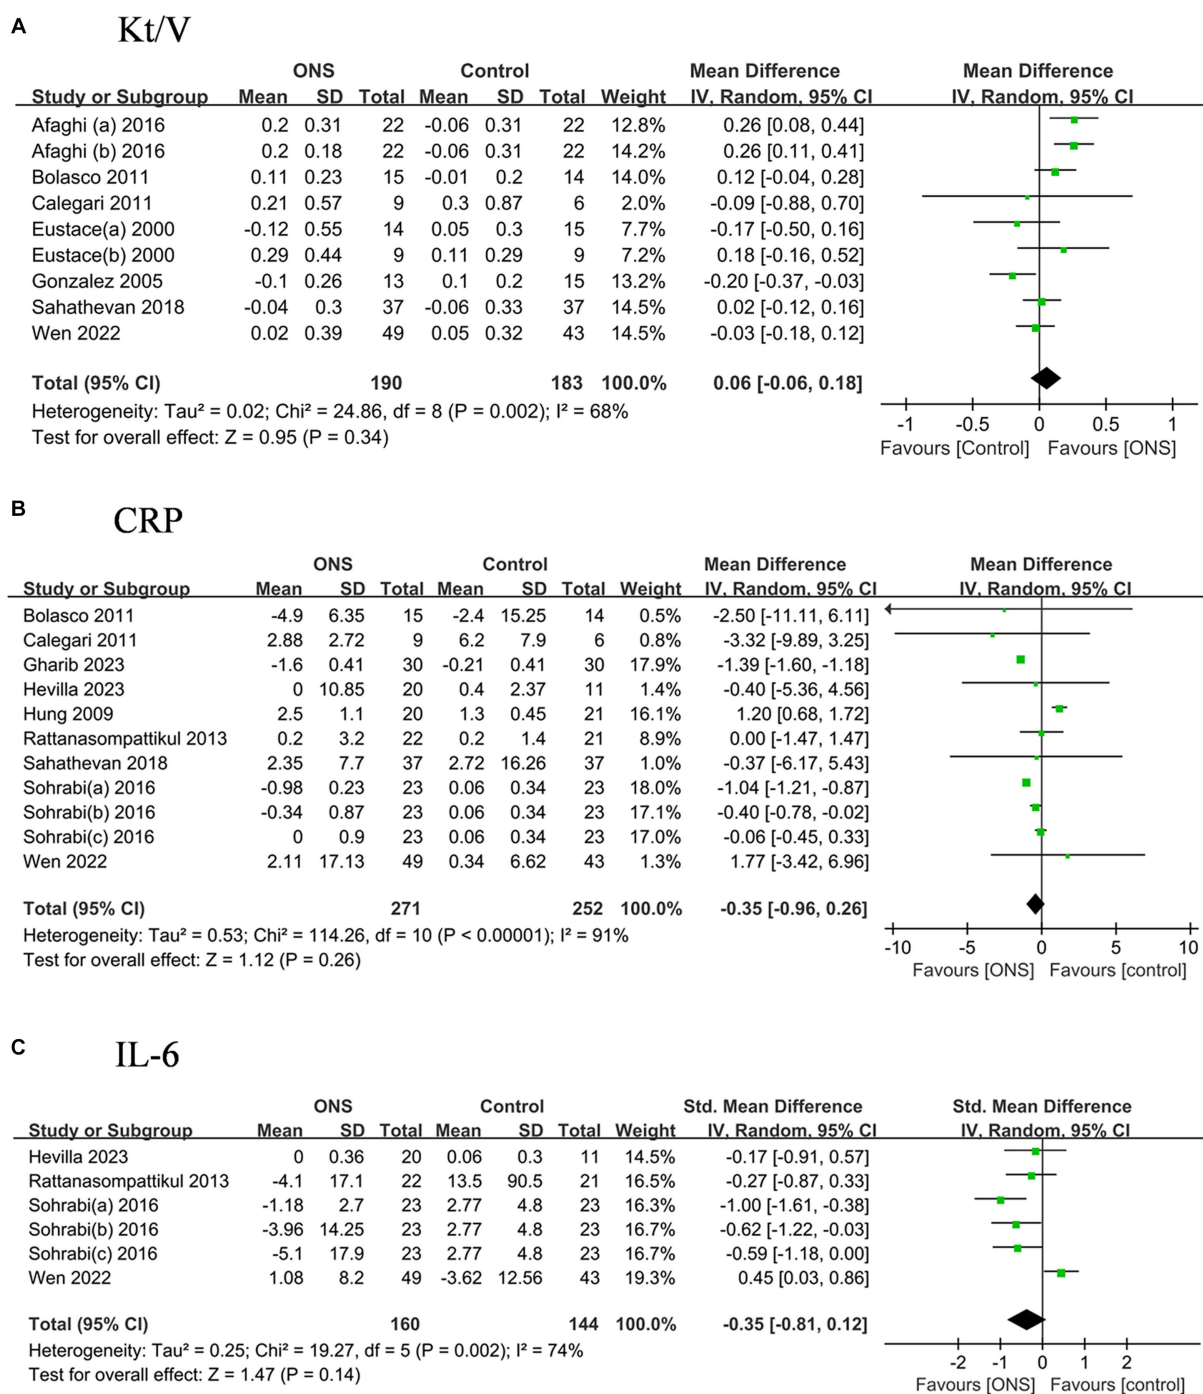 A Kt/V
ONS Control Mean Difference Mean Difference
Study or Subgroup Mean SD Total Mean SD Total Weight IV, Random, 95% CI IV, Random, 95% CI
Afaghi (a) 2016 0.2 0.31 22 -0.06 0.31 22 12.8% 0.26 [0.08, 0.44]
Afaghi (b) 2016 0.2 0.18 22 -0.06 0.31 22 14.2% 0.26 [0.11, 0.41]
Bolasco 2011 0.11 0.23 15 -0.01 0.2 14 14.0% 0.12 [-0.04, 0.28]
Calegari 2011 0.21 0.57 9 0.3 0.87 6 2.0% -0.09 [-0.88, 0.70]
Eustace(a) 2000 -0.12 0.55 14 0.05 0.3 15 7.7% -0.17 [-0.50, 0.16]
Eustace(b) 2000 0.29 0.44 9 0.11 0.29 9 7.2% 0.18 [-0.16, 0.52]
Gonzalez 2005 -0.1 0.26 13 0.1 0.2 15 13.2% -0.20 [-0.37, -0.03]
Sahathevan 2018 -0.04 0.3 37 -0.06 0.33 37 14.5% 0.02 [-0.12, 0.16]
Wen 2022 0.02 0.39 49 0.05 0.32 43 14.5% -0.03 [-0.18, 0.12]
Total (95% CI) 190 183 100.0% 0.06 [-0.06, 0.18]
Heterogeneity: Tau² = 0.02; Chi² = 24.86, df = 8 (P = 0.002); I² = 68%
Test for overall effect: Z = 0.95 (P = 0.34)
-1 -0.5 0 0.5 1
Favours [Control] Favours [ONS]
B CRP
ONS Control Mean Difference Mean Difference
Study or Subgroup Mean SD Total Mean SD Total Weight IV, Random, 95% CI IV, Random, 95% CI
Bolasco 2011 -4.9 6.35 15 -2.4 15.25 14 0.5% -2.50 [-11.11, 6.11]
Calegari 2011 2.88 2.72 9 6.2 7.9 6 0.8% -3.32 [-9.89, 3.25]
Gharib 2023 -1.6 0.41 30 -0.21 0.41 30 17.9% -1.39 [-1.60, -1.18]
Hevilla 2023 0 10.85 20 0.4 2.37 11 1.4% -0.40 [-5.36, 4.56]
Hung 2009 2.5 1.1 20 1.3 0.45 21 16.1% 1.20 [0.68, 1.72]
Rattanasompattikul 2013 0.2 3.2 22 0.2 1.4 21 8.9% 0.00 [-1.47, 1.47]
Sahathevan 2018 2.35 7.7 37 2.72 16.26 37 1.0% -0.37 [-6.17, 5.43]
Sohrabi(a) 2016 -0.98 0.23 23 0.06 0.34 23 18.0% -1.04 [-1.21, -0.87]
Sohrabi(b) 2016 -0.34 0.87 23 0.06 0.34 23 17.1% -0.40 [-0.78, -0.02]
Sohrabi(c) 2016 0 0.9 23 0.06 0.34 23 17.0% -0.06 [-0.45, 0.33]
Wen 2022 2.11 17.13 49 0.34 6.62 43 1.3% 1.77 [-3.42, 6.96]
Total (95% CI) 271 252 100.0% -0.35 [-0.96, 0.26]
Heterogeneity: Tau² = 0.53; Chi² = 114.26, df = 10 (P < 0.00001); I² = 91%
Test for overall effect: Z = 1.12 (P = 0.26)
-10 -5 0 5 10
Favours [ONS] Favours [control]
C IL-6
ONS Control Std. Mean Difference Std. Mean Difference
Study or Subgroup Mean SD Total Mean SD Total Weight IV, Random, 95% CI IV, Random, 95% CI
Hevilla 2023 0 0.36 20 0.06 0.3 11 14.5% -0.17 [-0.91, 0.57]
Rattanasompattikul 2013 -4.1 17.1 22 13.5 90.5 21 16.5% -0.27 [-0.87, 0.33]
Sohrabi(a) 2016 -1.18 2.7 23 2.77 4.8 23 16.3% -1.00 [-1.61, -0.38]
Sohrabi(b) 2016 -3.96 14.25 23 2.77 4.8 23 16.7% -0.62 [-1.22, -0.03]
Sohrabi(c) 2016 -5.1 17.9 23 2.77 4.8 23 16.7% -0.59 [-1.18, 0.00]
Wen 2022 1.08 8.2 49 -3.62 12.56 43 19.3% 0.45 [0.03, 0.86]
Total (95% CI) 160 144 100.0% -0.35 [-0.81, 0.12]
Heterogeneity: Tau² = 0.25; Chi² = 19.27, df = 5 (P = 0.002); I² = 74%
Test for overall effect: Z = 1.47 (P = 0.14)
-2 -1 0 1 2
Favours [ONS] Favours [control]